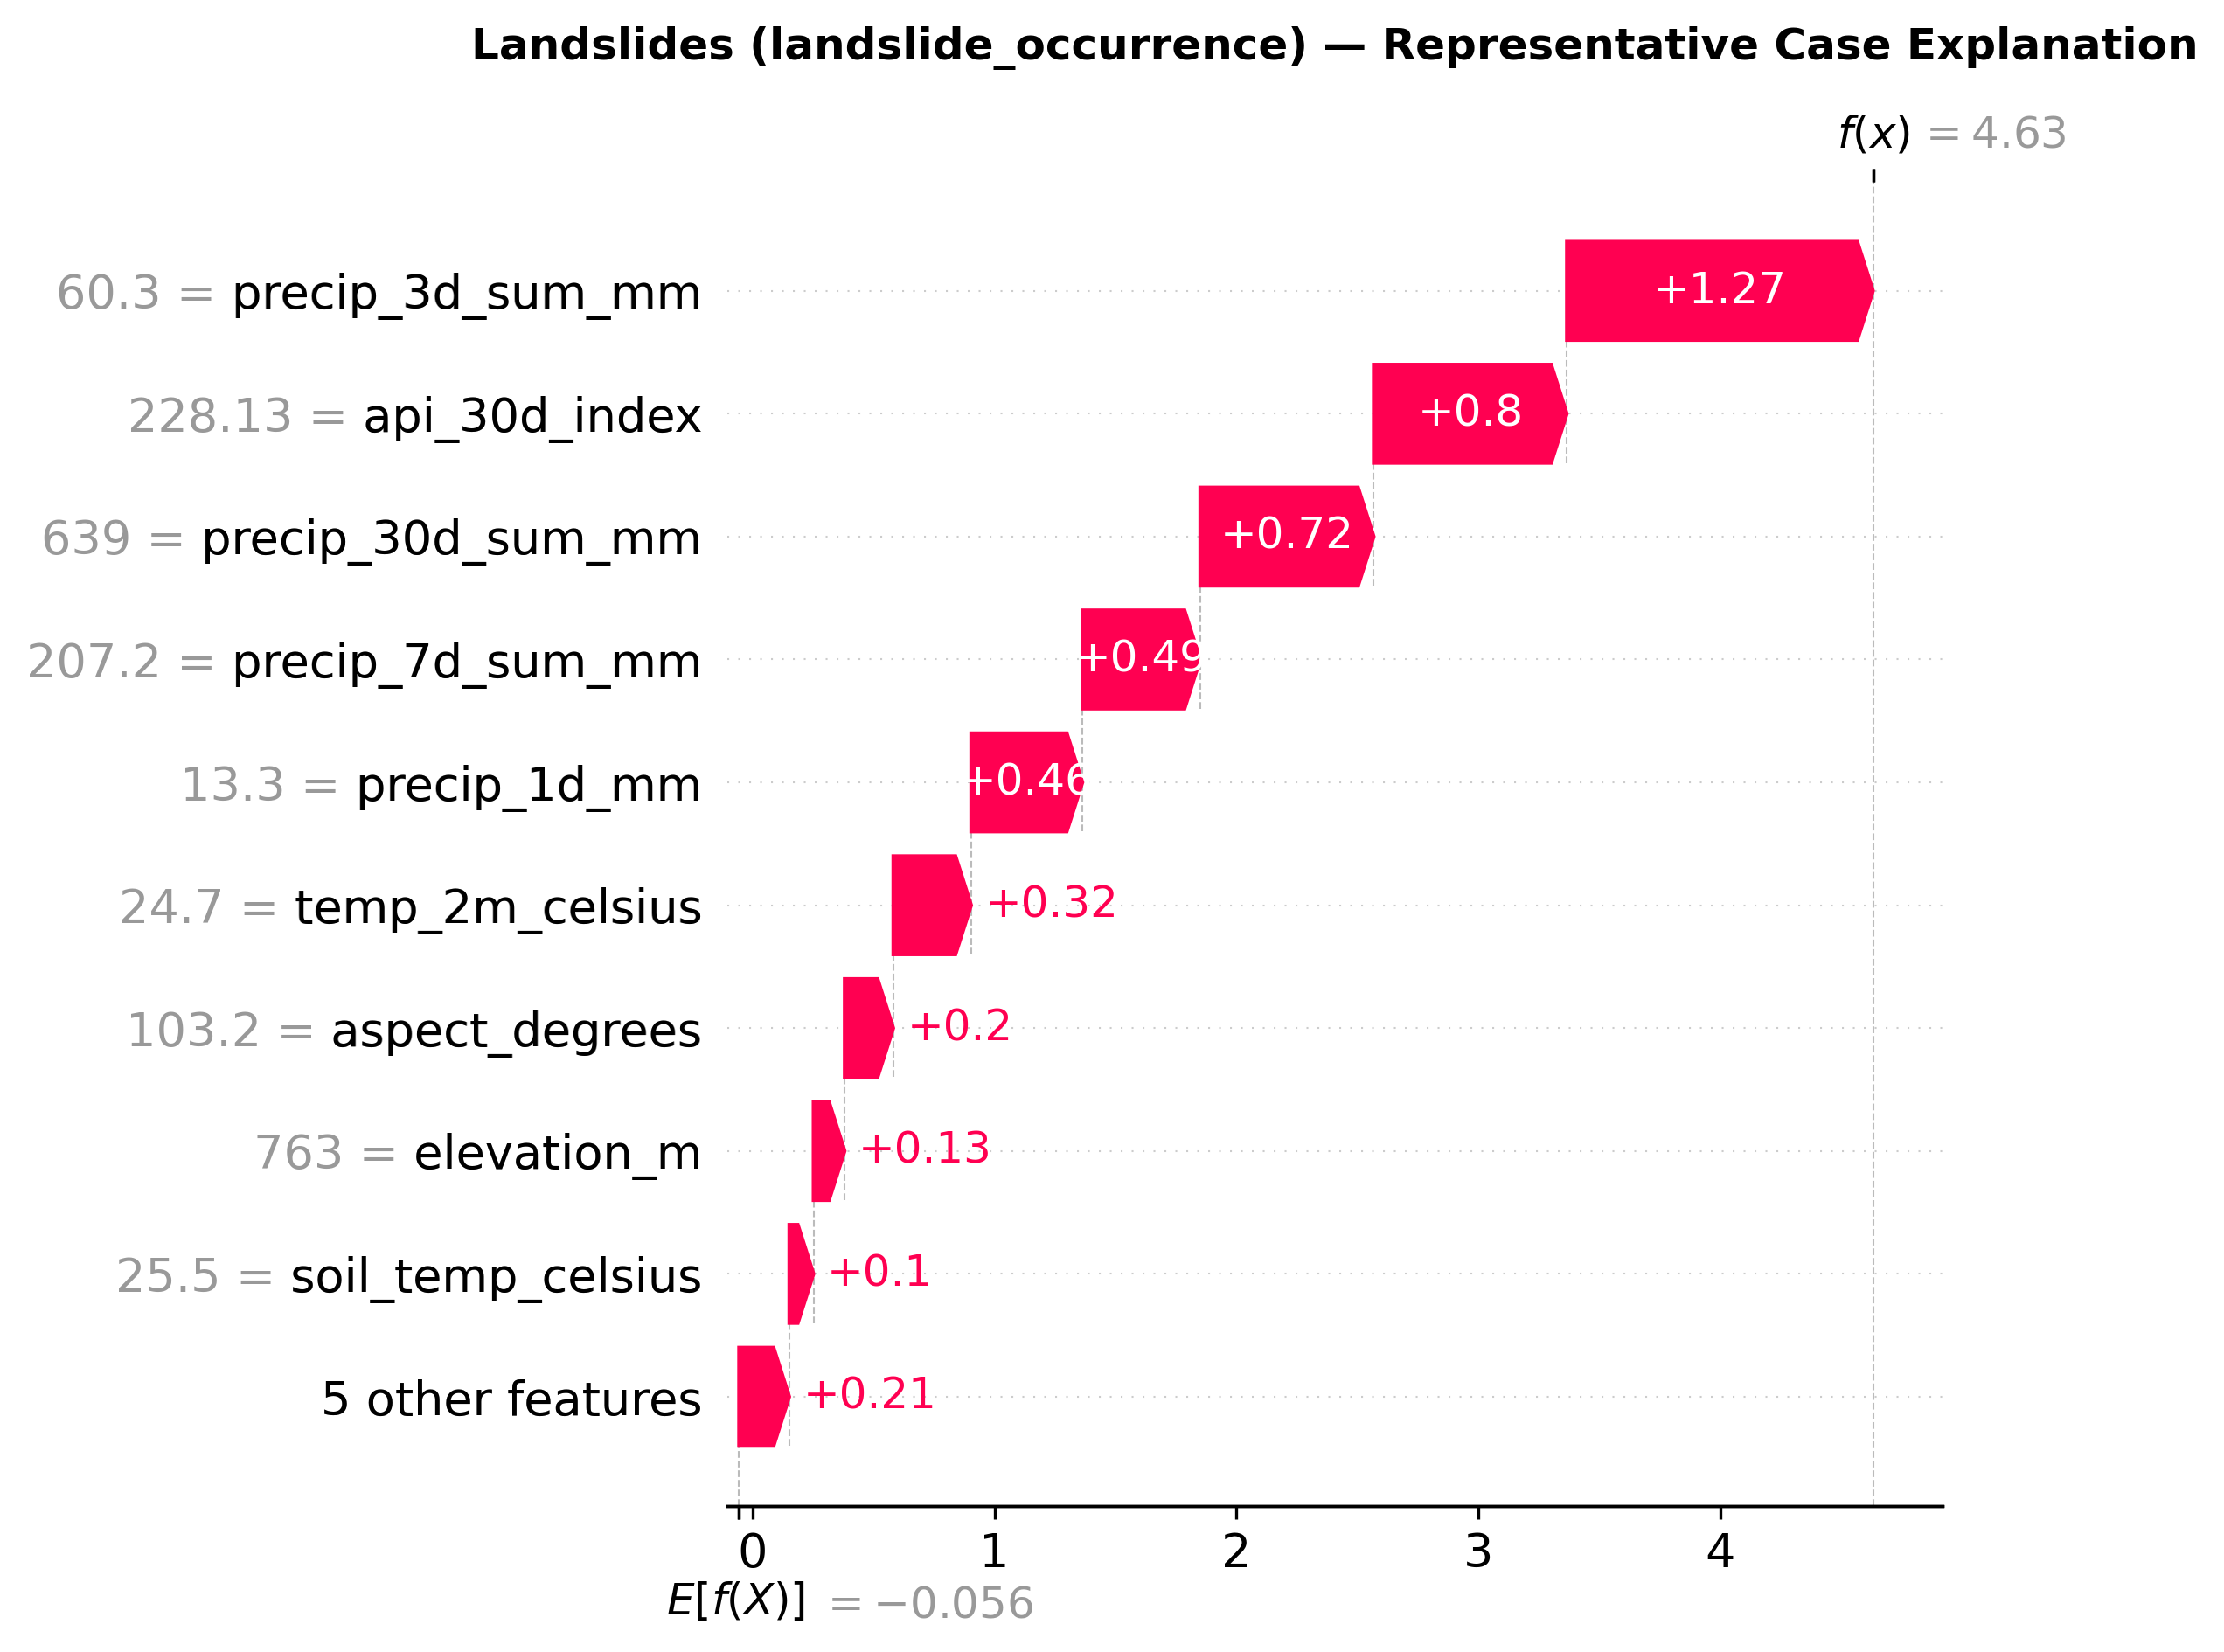 Landslides (landslide_occurrence) — Representative Case Explanation
f(x) = 4.63
60.3 = precip_3d_sum_mm +1.27
228.13 = api_30d_index +0.8
639 = precip_30d_sum_mm +0.72
207.2 = precip_7d_sum_mm +0.49
13.3 = precip_1d_mm +0.46
24.7 = temp_2m_celsius +0.32
103.2 = aspect_degrees +0.2
763 = elevation_m +0.13
25.5 = soil_temp_celsius +0.1
5 other features +0.21
0 1 2 3 4
E[f(X)] = −0.056